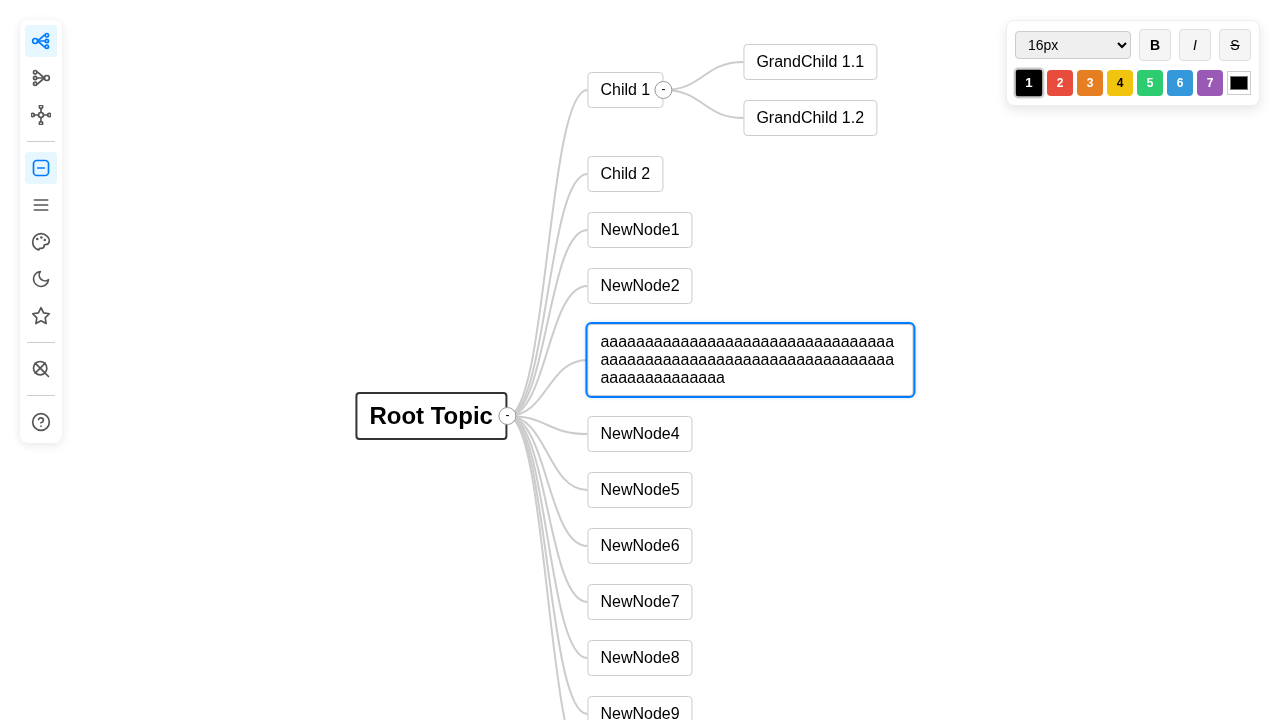 16px
B
I
S
1 2 3 4 5 6 7
GrandChild 1.1
Child 1
-
GrandChild 1.2
Child 2
NewNode1
NewNode2
aaaaaaaaaaaaaaaaaaaaaaaaaaaaaaaaa
aaaaaaaaaaaaaaaaaaaaaaaaaaaaaaaaa
aaaaaaaaaaaaaa
Root Topic
-
NewNode4
NewNode5
NewNode6
NewNode7
NewNode8
NewNode9